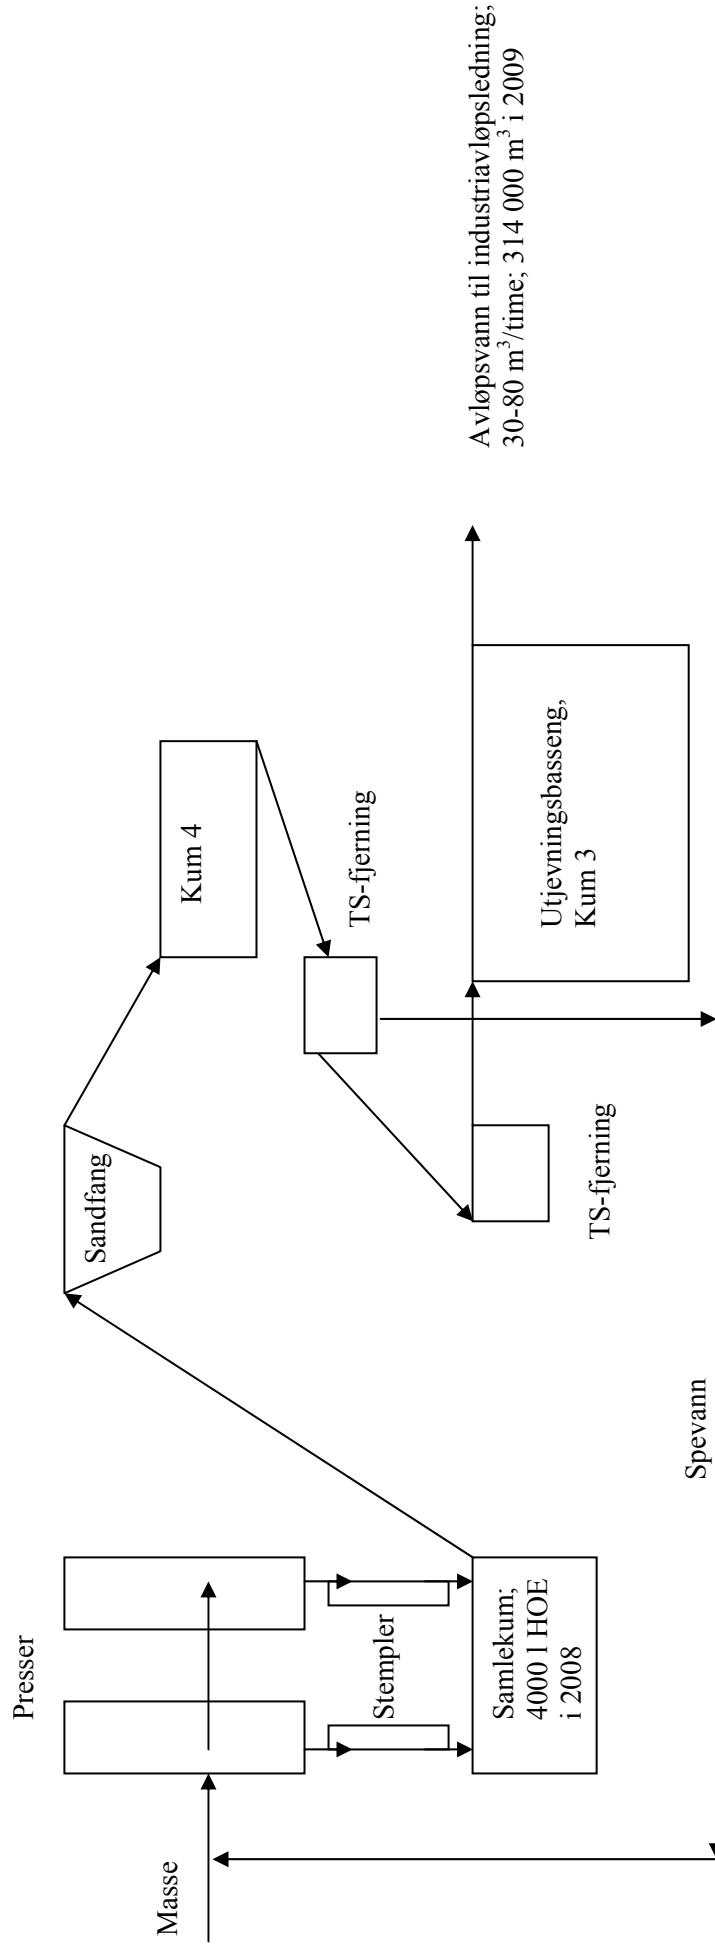 Masse
Presser
Stempler
Samlekum;
4000 l HOE
i 2008
Spevann
Sandfang
Kum 4
TS-fjerning
TS-fjerning
Utjevningsbasseng,
Kum 3
Avløpsvann til industriavløpsledning;
30-80 m³/time; 314 000 m³ i 2009